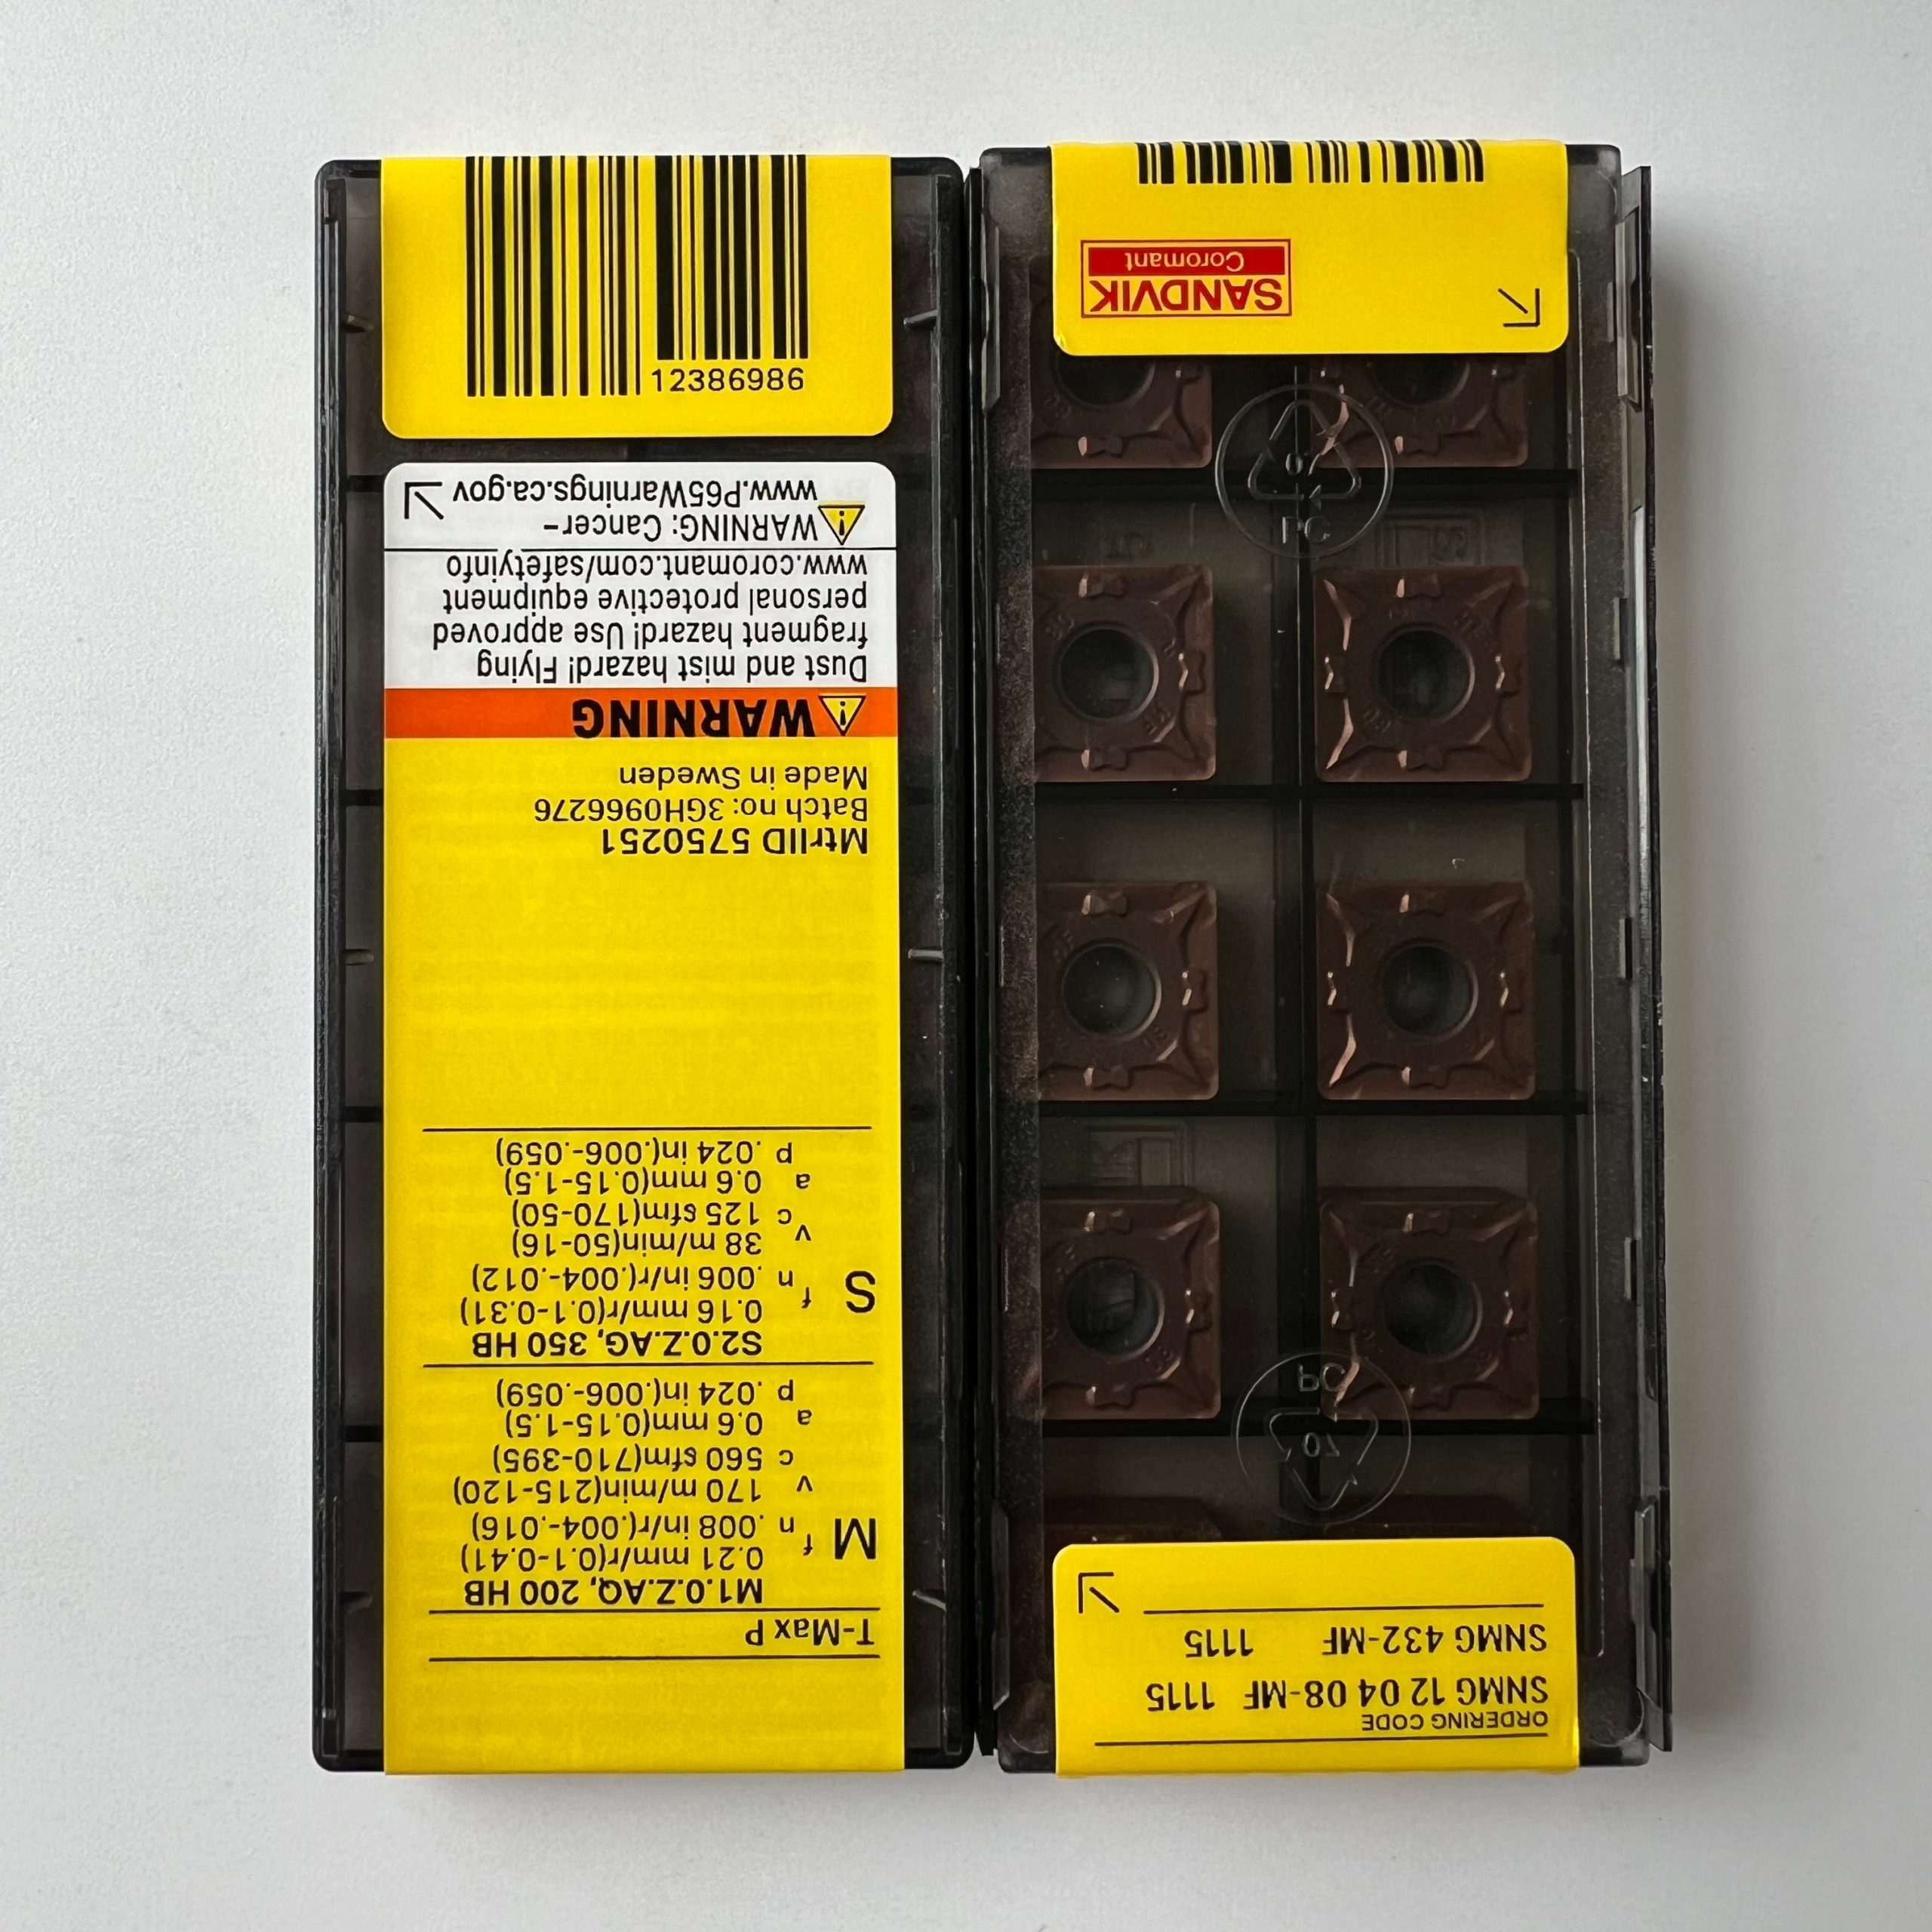 ORDERING CODE
SNMG 12 04 08-MF 1115
SNMG 432-MF 1115
PC
07
PC
SANDVIK
Coromant
T-Max P
M1.0.Z.AQ, 200 HB
M
f n 0.21 mm/r(0.1-0.41)
.008 in/r(.004-.016)
v c 170 m/min(215-120)
560 sfm(710-395)
a p 0.6 mm(0.15-1.5)
.024 in(.006-.059)
S2.0.Z.AG, 350 HB
S
f n 0.16 mm/r(0.1-0.31)
.006 in/r(.004-.012)
v c 38 m/min(50-16)
125 sfm(170-50)
a p 0.6 mm(0.15-1.5)
.024 in(.006-.059)
MtrlID 5750251
Batch no: 3GH0966276
Made in Sweden
WARNING
Dust and mist hazard! Flying
fragment hazard! Use approved
personal protective equipment
www.coromant.com/safetyinfo
WARNING: Cancer-
www.P65Warnings.ca.gov
12386986